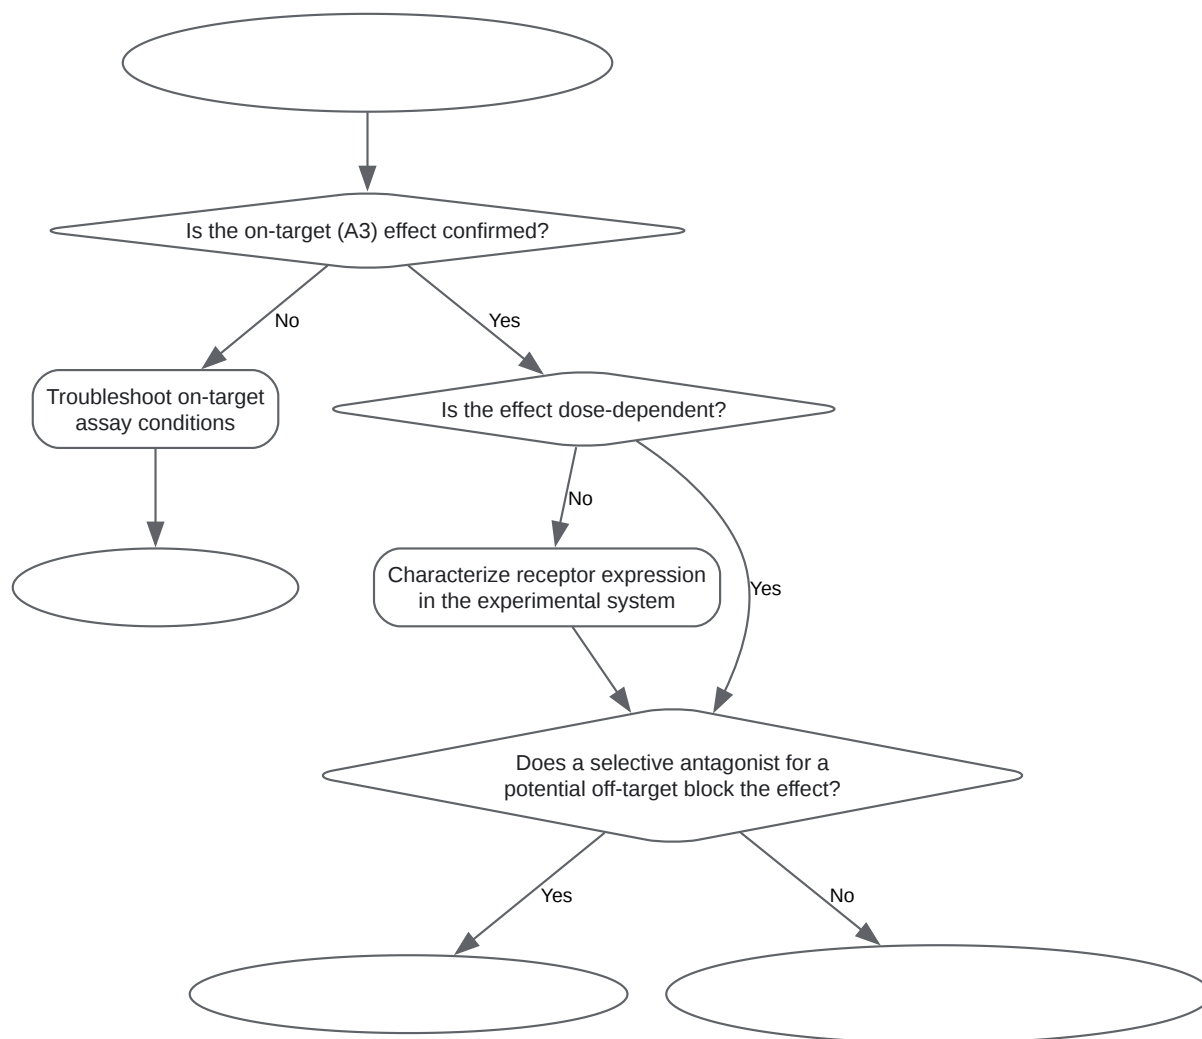 Is the on-target (A3) effect confirmed?
No
Yes
Troubleshoot on-target
assay conditions
Is the effect dose-dependent?
No
Characterize receptor expression
in the experimental system
Yes
Does a selective antagonist for a
potential off-target block the effect?
Yes
No